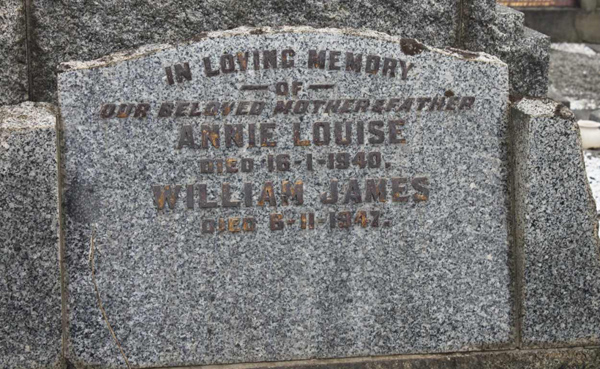 IN LOVING MEMORY
— OF —
OUR BELOVED MOTHER & FATHER
ANNIE LOUISE
DIED 16-1-1940.
WILLIAM JAMES
DIED 6-11-1947.